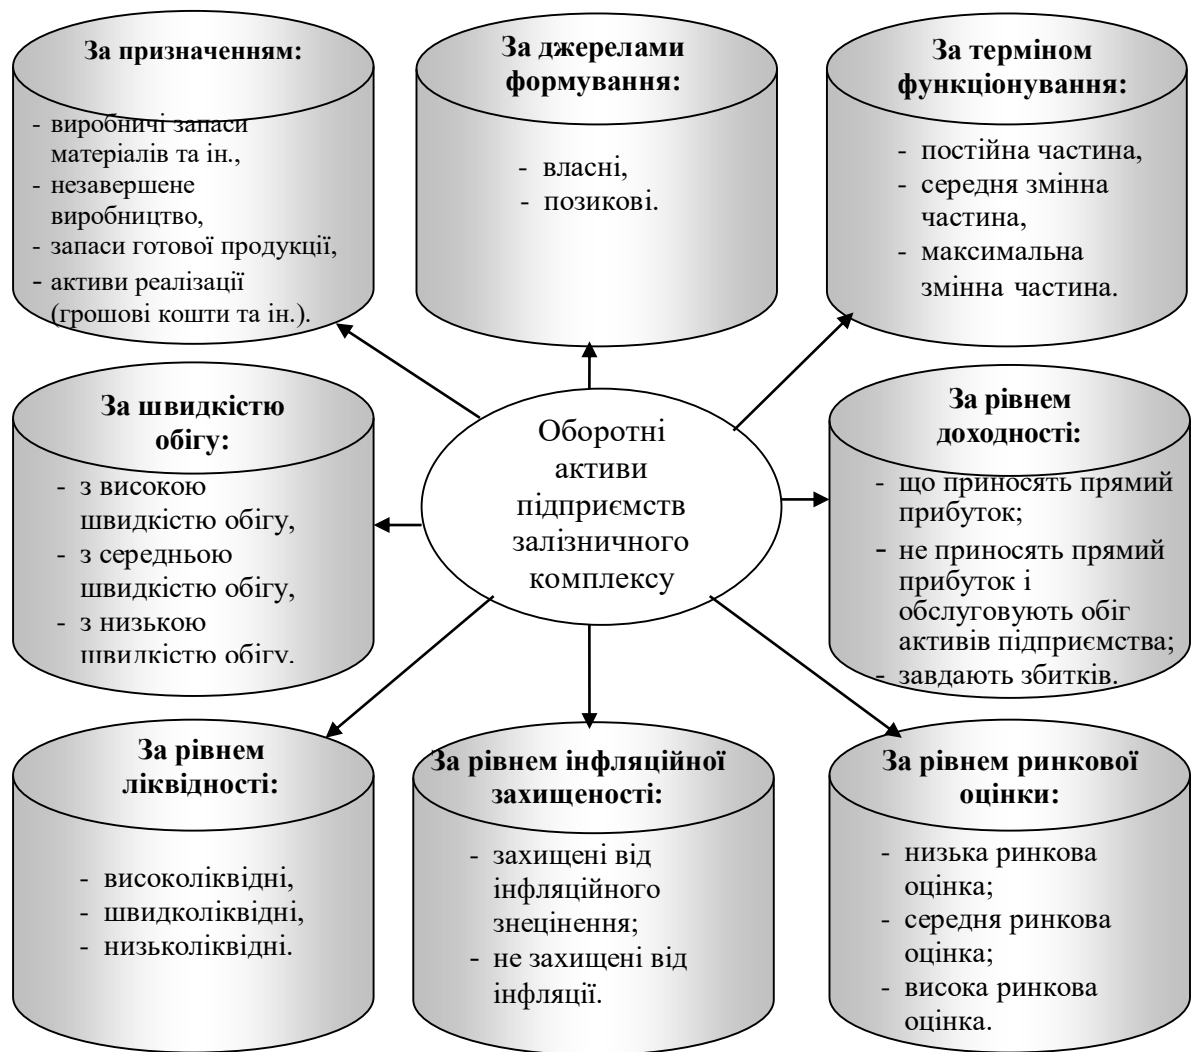 За призначенням:
- виробничі запаси
матеріалів та ін.,
- незавершене
виробництво,
- запаси готової продукції,
- активи реалізації
(грошові кошти та ін.).
За джерелами
формування:
- власні,
- позикові.
За терміном
функціонування:
- постійна частина,
- середня змінна
частина,
- максимальна
змінна частина.
За швидкістю
обігу:
- з високою
швидкістю обігу,
- з середньою
швидкістю обігу,
- з низькою
швидкістю обігу.
Оборотні
активи
підприємств
залізничного
комплексу
За рівнем
доходності:
- що приносять прямий
прибуток;
- не приносять прямий
прибуток і
обслуговують обіг
активів підприємства;
- завдають збитків.
За рівнем
ліквідності:
- високоліквідні,
- швидколіквідні,
- низьколіквідні.
За рівнем інфляційної
захищеності:
- захищені від
інфляційного
знецінення;
- не захищені від
інфляції.
За рівнем ринкової
оцінки:
- низька ринкова
оцінка;
- середня ринкова
оцінка;
- висока ринкова
оцінка.